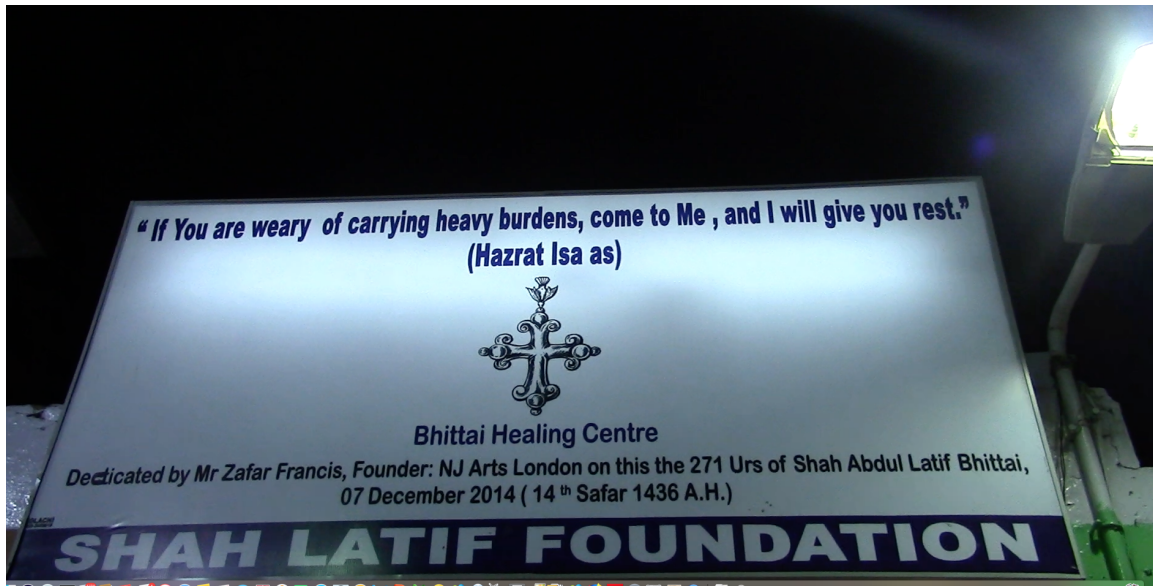 “ If You are weary of carrying heavy burdens, come to Me , and I will give you rest.”
(Hazrat Isa as)
Bhittai Healing Centre
Dedicated by Mr Zafar Francis, Founder: NJ Arts London on this the 271 Urs of Shah Abdul Latif Bhittai,
07 December 2014 ( 14 th Safar 1436 A.H.)
SHAH LATIF FOUNDATION